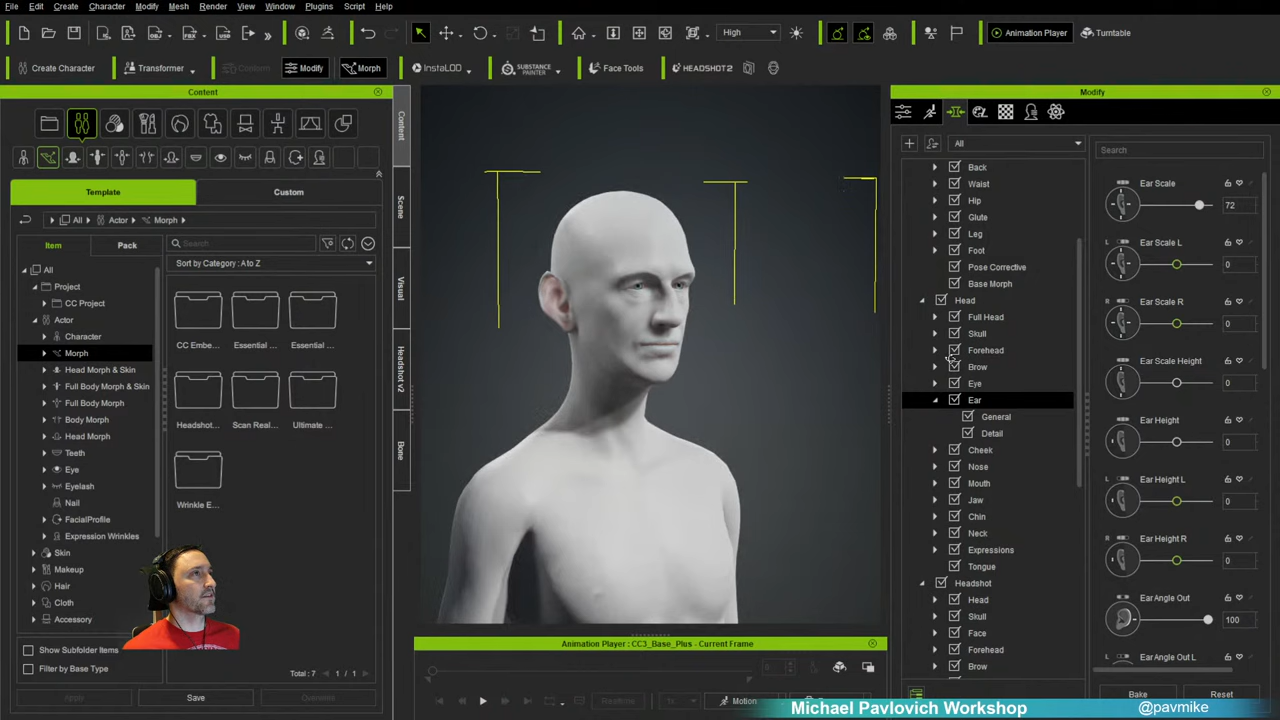 File Edit Create Character Modify Mesh Render View Window Plugins Script Help
High Animation Player Turntable
Create Character Transformer Conform Modify Morph InstaLOD SUBSTANCE PAINTER Face Tools HEADSHOT2
Content
Template Custom
All Actor Morph
Item Pack Search
Sort by Category : A to Z
All
Project
CC Project
Actor
Character
Morph
Head Morph & Skin
Full Body Morph & Skin
Full Body Morph
Body Morph
Head Morph
Teeth
Eye
Eyelash
Nail
FacialProfile
Expression Wrinkles
Skin
Makeup
Hair
Cloth
Accessory
CC Embe... Essential ... Essential ...
Headshot... Scan Real... Ultimate ...
Wrinkle E...
Show Subfolder Items
Filter by Base Type
Total : 7 1 / 1
Apply Save Overwrite
Content
Scene
Visual
Headshot v2
Bone
Animation Player : CC3_Base_Plus - Current Frame
0
Realtime 1x Motion
Modify
All
Back
Waist
Hip
Glute
Leg
Foot
Pose Corrective
Base Morph
Head
Full Head
Skull
Forehead
Brow
Eye
Ear
General
Detail
Cheek
Nose
Mouth
Jaw
Chin
Neck
Expressions
Tongue
Headshot
Head
Skull
Face
Forehead
Brow
Search
Ear Scale
72
Ear Scale L
L 0
Ear Scale R
R 0
Ear Scale Height
0
Ear Height
0
Ear Height L
L 0
Ear Height R
R 0
Ear Angle Out
100
Ear Angle Out L
L
Bake Reset
Michael Pavlovich Workshop @pavmike